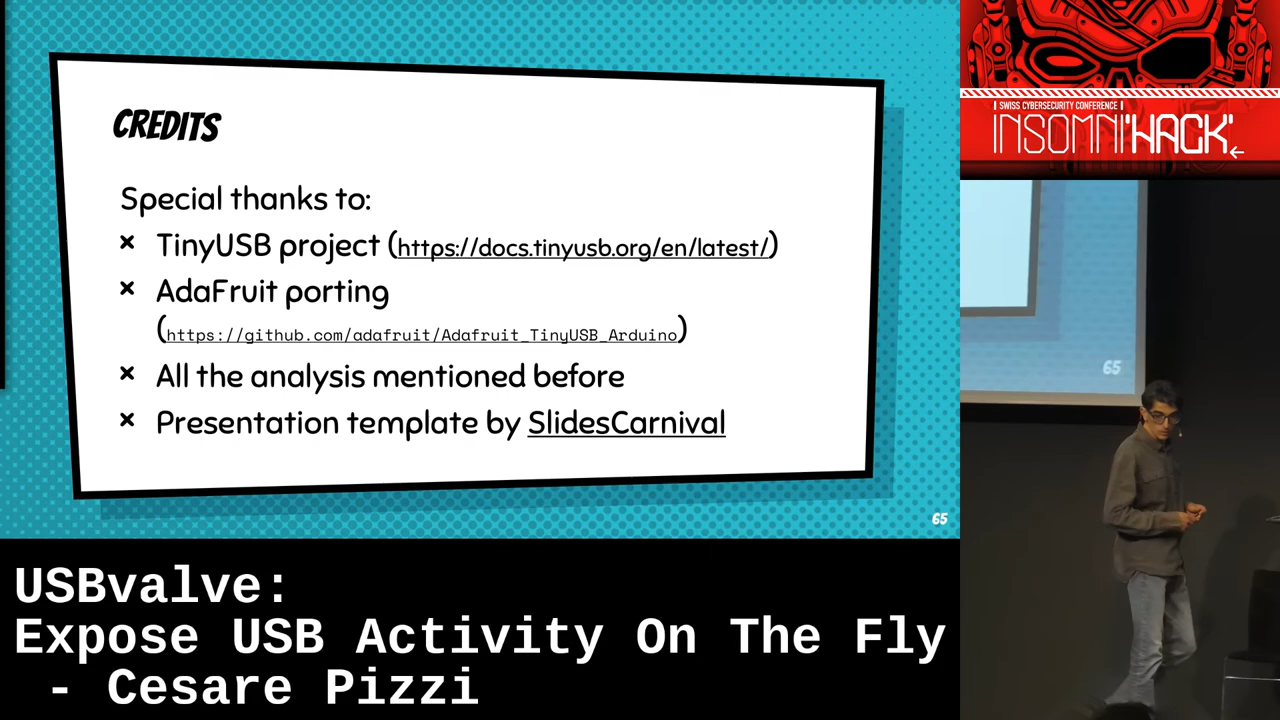 CREDITS
Special thanks to:
× TinyUSB project (https://docs.tinyusb.org/en/latest/)
× AdaFruit porting
(https://github.com/adafruit/Adafruit_TinyUSB_Arduino)
× All the analysis mentioned before
× Presentation template by SlidesCarnival
65
USBvalve:
Expose USB Activity On The Fly
- Cesare Pizzi
SWISS CYBERSECURITY CONFERENCE
INSOMNI'HACK'
65